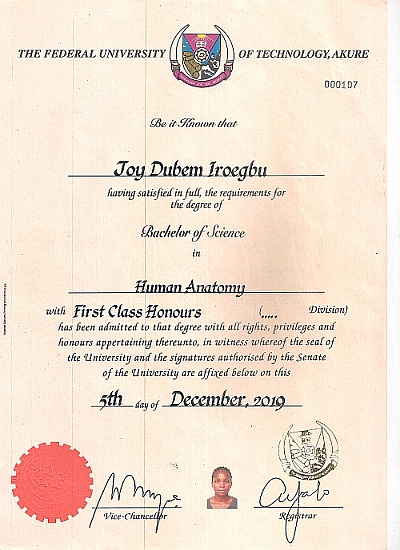 THE FEDERAL UNIVERSITY OF TECHNOLOGY, AKURE
000107
Be it Known that
Joy Dubem Iroegbu
having satisfied in full, the requirements for
the degree of
Bachelor of Science
in
Human Anatomy
with First Class Honours (..... Division)
has been admitted to that degree with all rights, privileges and
honours appertaining thereunto, in witness whereof the seal of
the University and the signatures authorised by the Senate
of the University are affixed below on this
5th day of December, 2019
Vice-Chancellor
Registrar